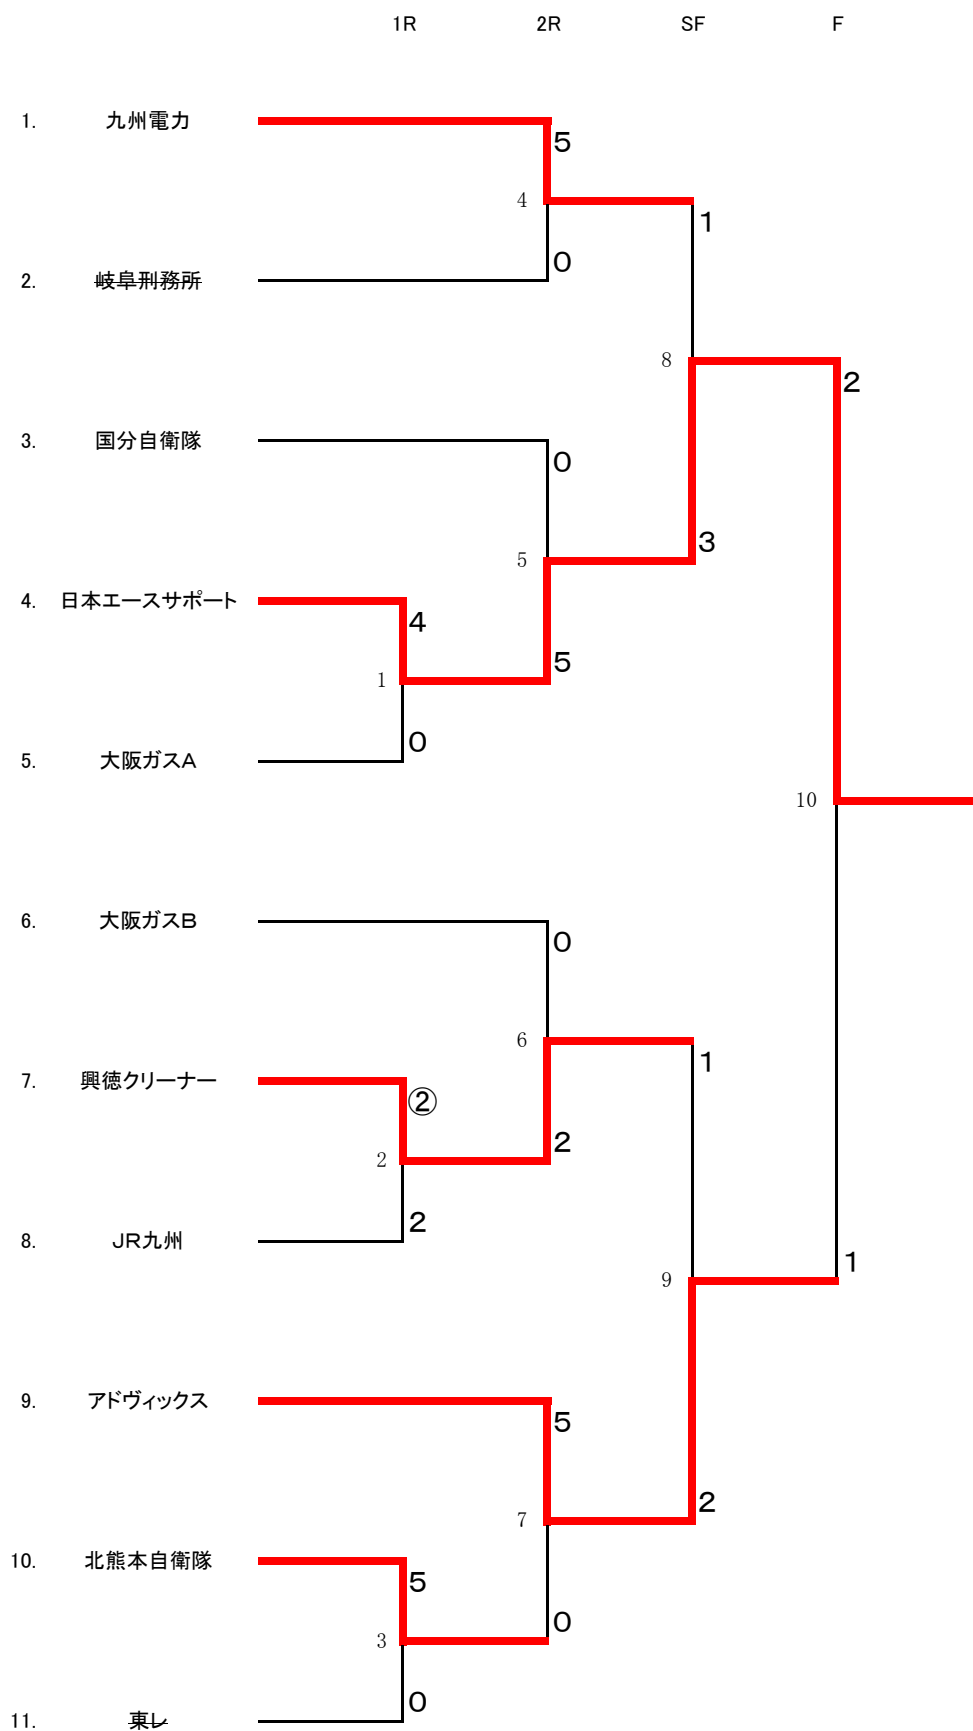 1R 2R SF F
1. 九州電力
5
4
1
0
2. 岐阜刑務所
8
2
3. 国分自衛隊
0
3
5
4. 日本エースサポート
4
5
1
0
5. 大阪ガスA
10
6. 大阪ガスB
0
6
1
7. 興徳クリーナー
②
2
2
2
8. JR九州
1
9
9. アドヴィックス
5
2
7
10. 北熊本自衛隊
5
0
3
0
11. 東レ